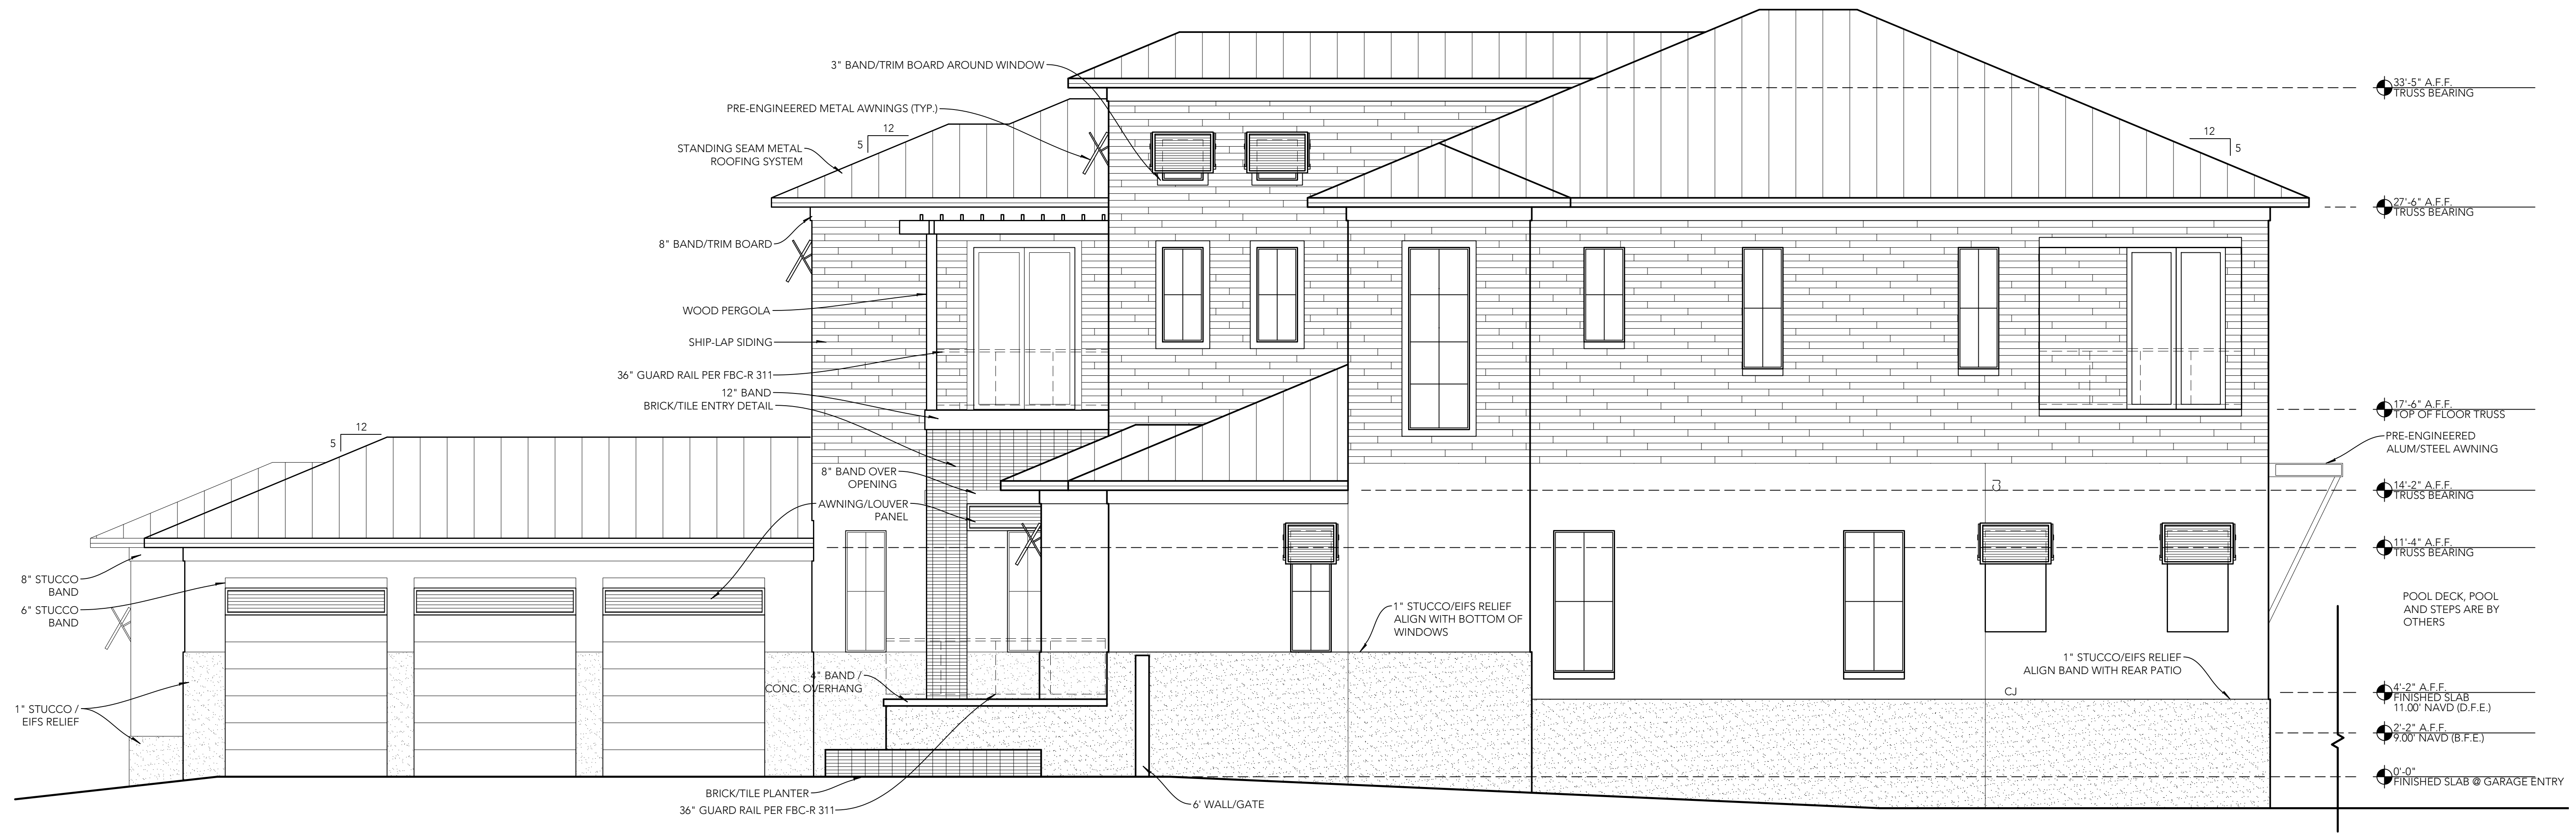 3" BAND/TRIM BOARD AROUND WINDOW
PRE-ENGINEERED METAL AWNINGS (TYP.)
12
5
STANDING SEAM METAL
ROOFING SYSTEM
8" BAND/TRIM BOARD
WOOD PERGOLA
SHIP-LAP SIDING
36" GUARD RAIL PER FBC-R 311
12" BAND
BRICK/TILE ENTRY DETAIL
12
5
8" BAND OVER
OPENING
AWNING/LOUVER
PANEL
8" STUCCO
BAND
6" STUCCO
BAND
1" STUCCO /
EIFS RELIEF
4" BAND /
CONC. OVERHANG
BRICK/TILE PLANTER
36" GUARD RAIL PER FBC-R 311
6' WALL/GATE
1" STUCCO/EIFS RELIEF
ALIGN WITH BOTTOM OF
WINDOWS
CJ
1" STUCCO/EIFS RELIEF
ALIGN BAND WITH REAR PATIO
CJ
12
5
33'-5" A.F.F.
TRUSS BEARING
27'-6" A.F.F.
TRUSS BEARING
17'-6" A.F.F.
TOP OF FLOOR TRUSS
PRE-ENGINEERED
ALUM/STEEL AWNING
14'-2" A.F.F.
TRUSS BEARING
11'-4" A.F.F.
TRUSS BEARING
POOL DECK, POOL
AND STEPS ARE BY
OTHERS
4'-2" A.F.F.
FINISHED SLAB
11.00' NAVD (D.F.E.)
2'-2" A.F.F.
9.00' NAVD (B.F.E.)
0'-0"
FINISHED SLAB @ GARAGE ENTRY